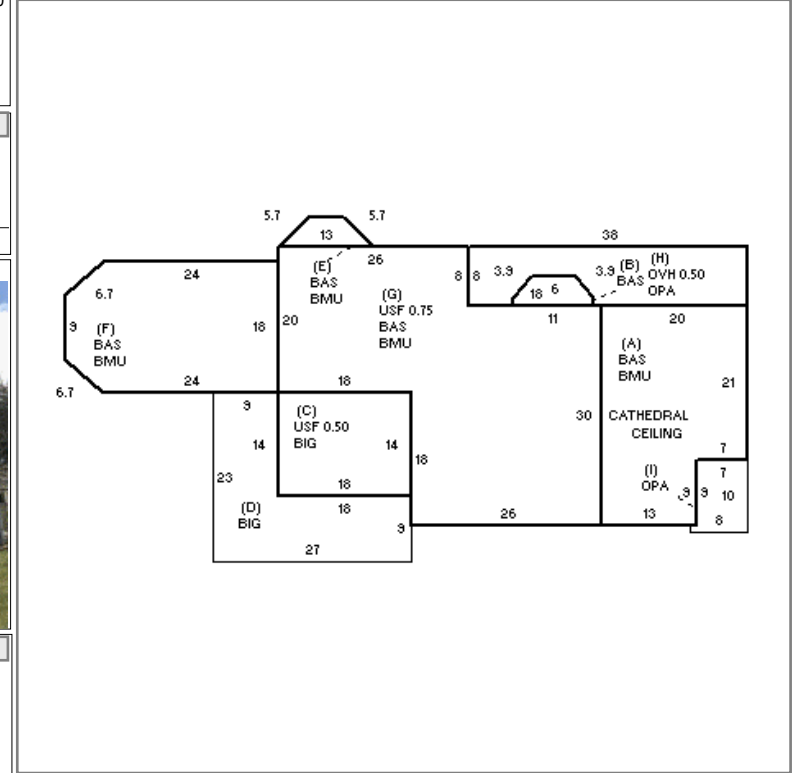 5.7
5.7
13
38
(E)
BAS
BMU
26
(G)
USF 0.75
BAS
BMU
8
8
3.9
18
6
3.9
(B)
BAS
(H)
OVH 0.50
OPA
24
6.7
9
(F)
BAS
BMU
18
20
11
20
(A)
BAS
BMU
21
6.7
24
18
9
(C)
USF 0.50
BIG
14
14
30
CATHEDRAL
CEILING
18
7
7
23
18
(I)
OPA
9
9
10
(D)
BIG
18
26
13
8
9
27